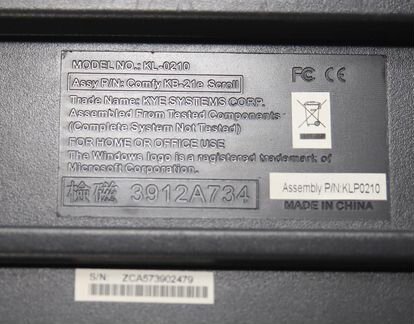 MODEL NO.: KL-0210
Assy P/N: Comfy KB-21e Scroll
Trade Name: KYE SYSTEMS CORP.
Assembled From Tested Components
(Complete System Not Tested)
FOR HOME OR OFFICE USE
The Windows logo is a registered trademark of
Microsoft Corporation.
檢磁 3912A734
FC CE
Assembly P/N:KLP0210
MADE IN CHINA
S/N: ZCA573902479